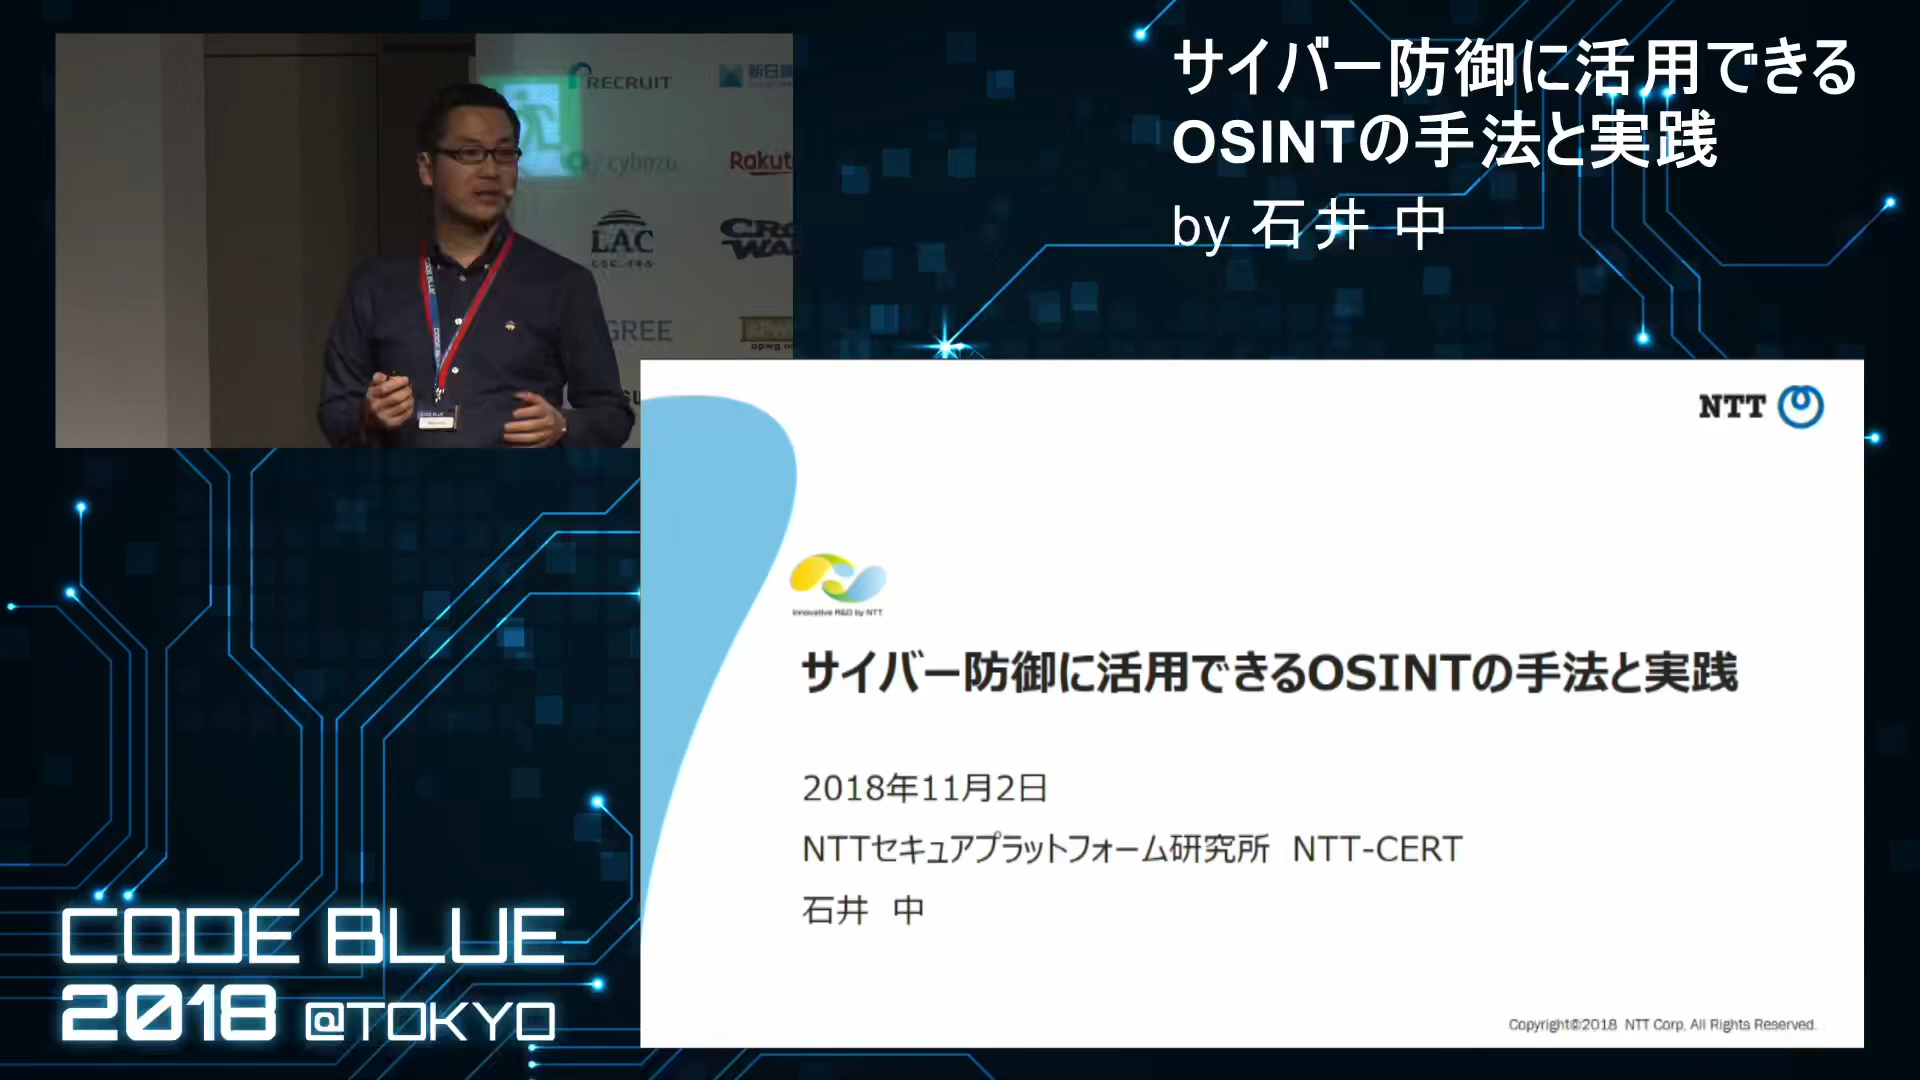 サイバー防御に活用できる
OSINTの手法と実践
by 石井 中
RECRUIT
新日
cybozu
Rakut
LAC
GREE
apwg.o
CODE BLUE
NTT
Innovative R&D by NTT
サイバー防御に活用できるOSINTの手法と実践
2018年11月2日
NTTセキュアプラットフォーム研究所 NTT-CERT
石井 中
Copyright©2018 NTT Corp. All Rights Reserved.
CODE BLUE
2018 @TOKYO